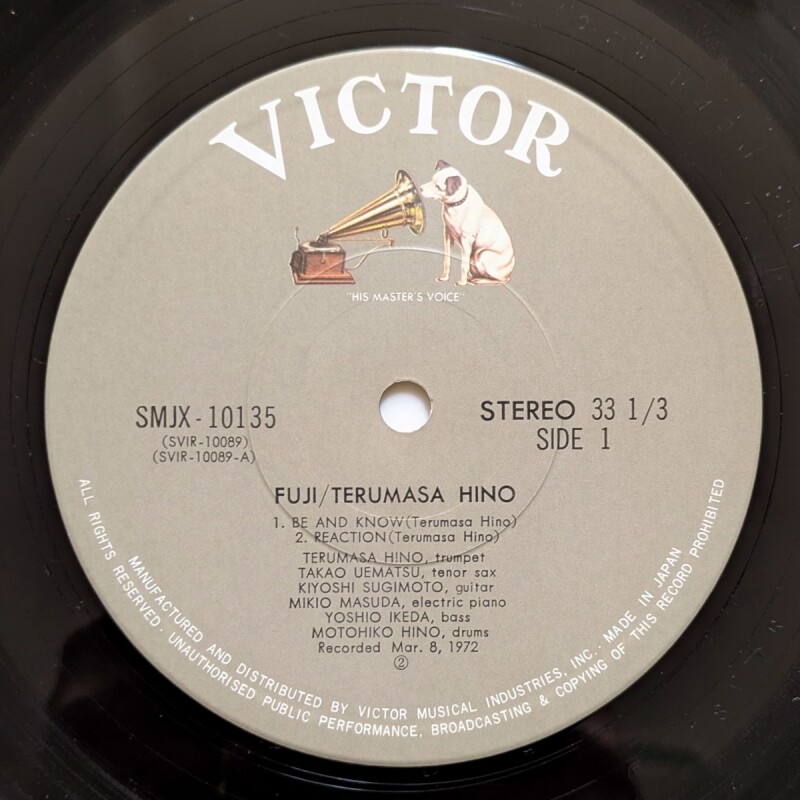 VICTOR
"HIS MASTER'S VOICE"
SMJX-10135
(SVIR-10089)
(SVIR-10089-A)
STEREO 33 1/3
SIDE 1
FUJI/TERUMASA HINO
1. BE AND KNOW(Terumasa Hino)
2. REACTION(Terumasa Hino)
TERUMASA HINO, trumpet
TAKAO UEMATSU, tenor sax
KIYOSHI SUGIMOTO, guitar
MIKIO MASUDA, electric piano
YOSHIO IKEDA, bass
MOTOHIKO HINO, drums
Recorded Mar. 8, 1972
②
MANUFACTURED AND DISTRIBUTED BY VICTOR MUSICAL INDUSTRIES, INC.· MADE IN JAPAN
ALL RIGHTS RESERVED· UNAUTHORISED PUBLIC PERFORMANCE, BROADCASTING & COPYING OF THIS RECORD PROHIBITED